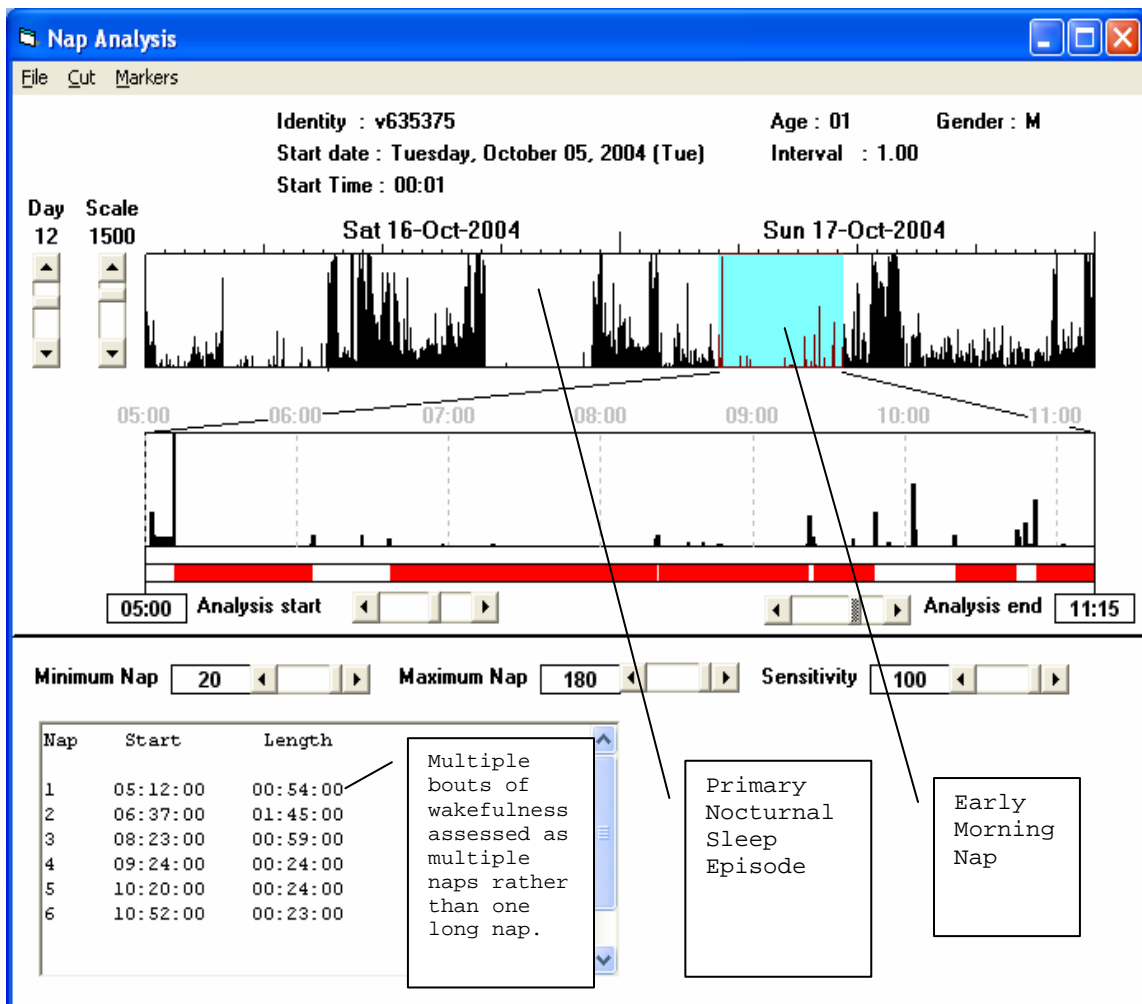 Nap Analysis
File Cut Markers
Identity : v635375 Age : 01 Gender : M
Start date : Tuesday, October 05, 2004 (Tue) Interval : 1.00
Start Time : 00:01
Day Scale
12 1500
Sat 16-Oct-2004 Sun 17-Oct-2004
05:00 06:00 07:00 08:00 09:00 10:00 11:00
05:00 Analysis start Analysis end 11:15
Minimum Nap 20 Maximum Nap 180 Sensitivity 100
Nap Start Length
1 05:12:00 00:54:00
2 06:37:00 01:45:00
3 08:23:00 00:59:00
4 09:24:00 00:24:00
5 10:20:00 00:24:00
6 10:52:00 00:23:00
Multiple
bouts of
wakefulness
assessed as
multiple
naps rather
than one
long nap.
Primary
Nocturnal
Sleep
Episode
Early
Morning
Nap